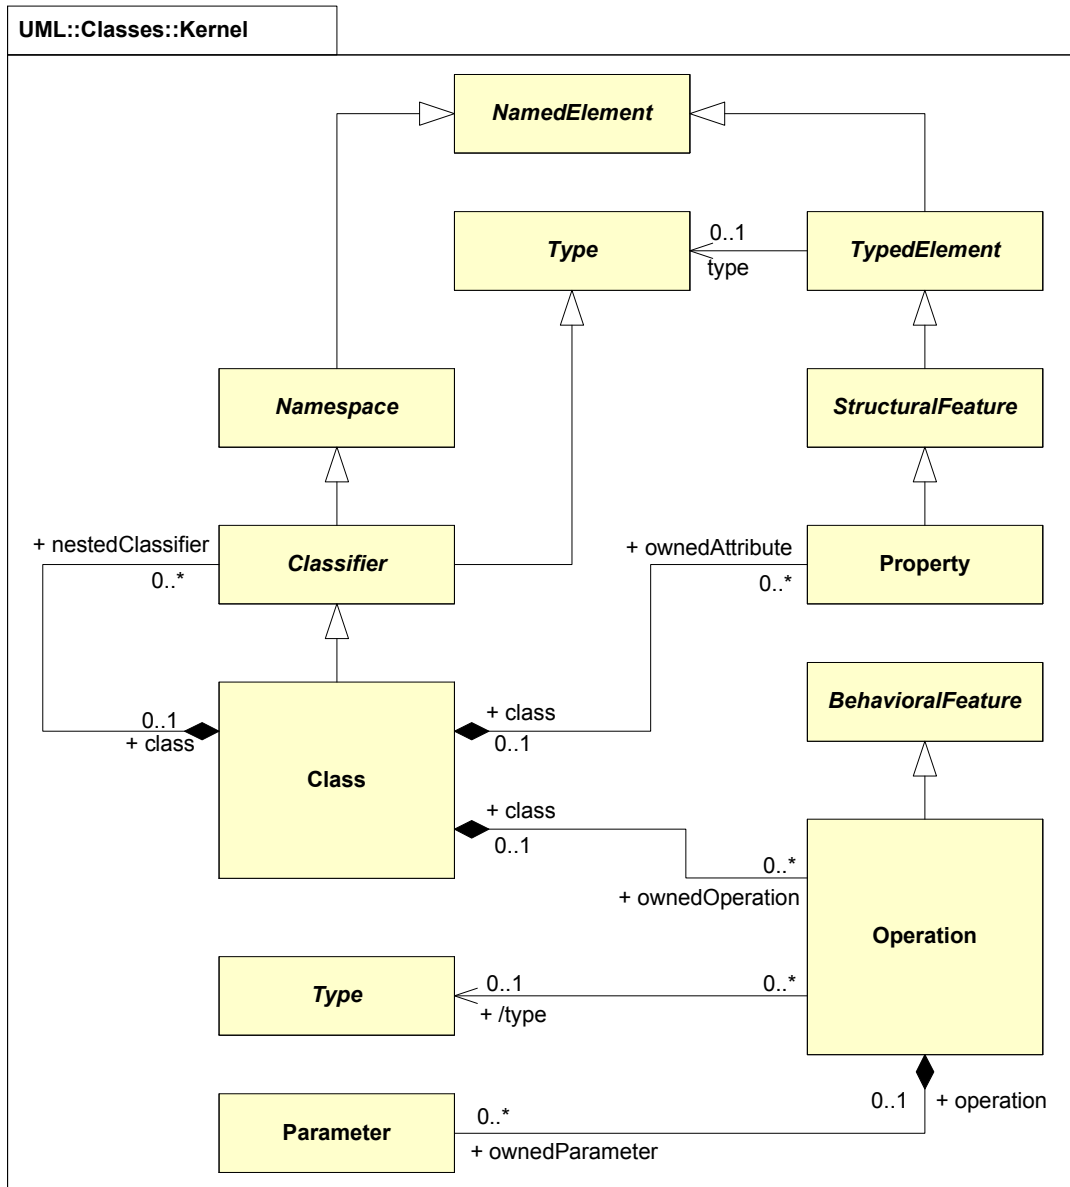 UML::Classes::Kernel
NamedElement
Type
0..1
type
TypedElement
Namespace
StructuralFeature
+ nestedClassifier
0..*
Classifier
+ ownedAttribute
0..*
Property
BehavioralFeature
0..1
+ class
Class
+ class
0..1
+ class
0..1
0..*
+ ownedOperation
Operation
Type
0..1
+ /type
0..*
Parameter
0..*
+ ownedParameter
0..1
+ operation